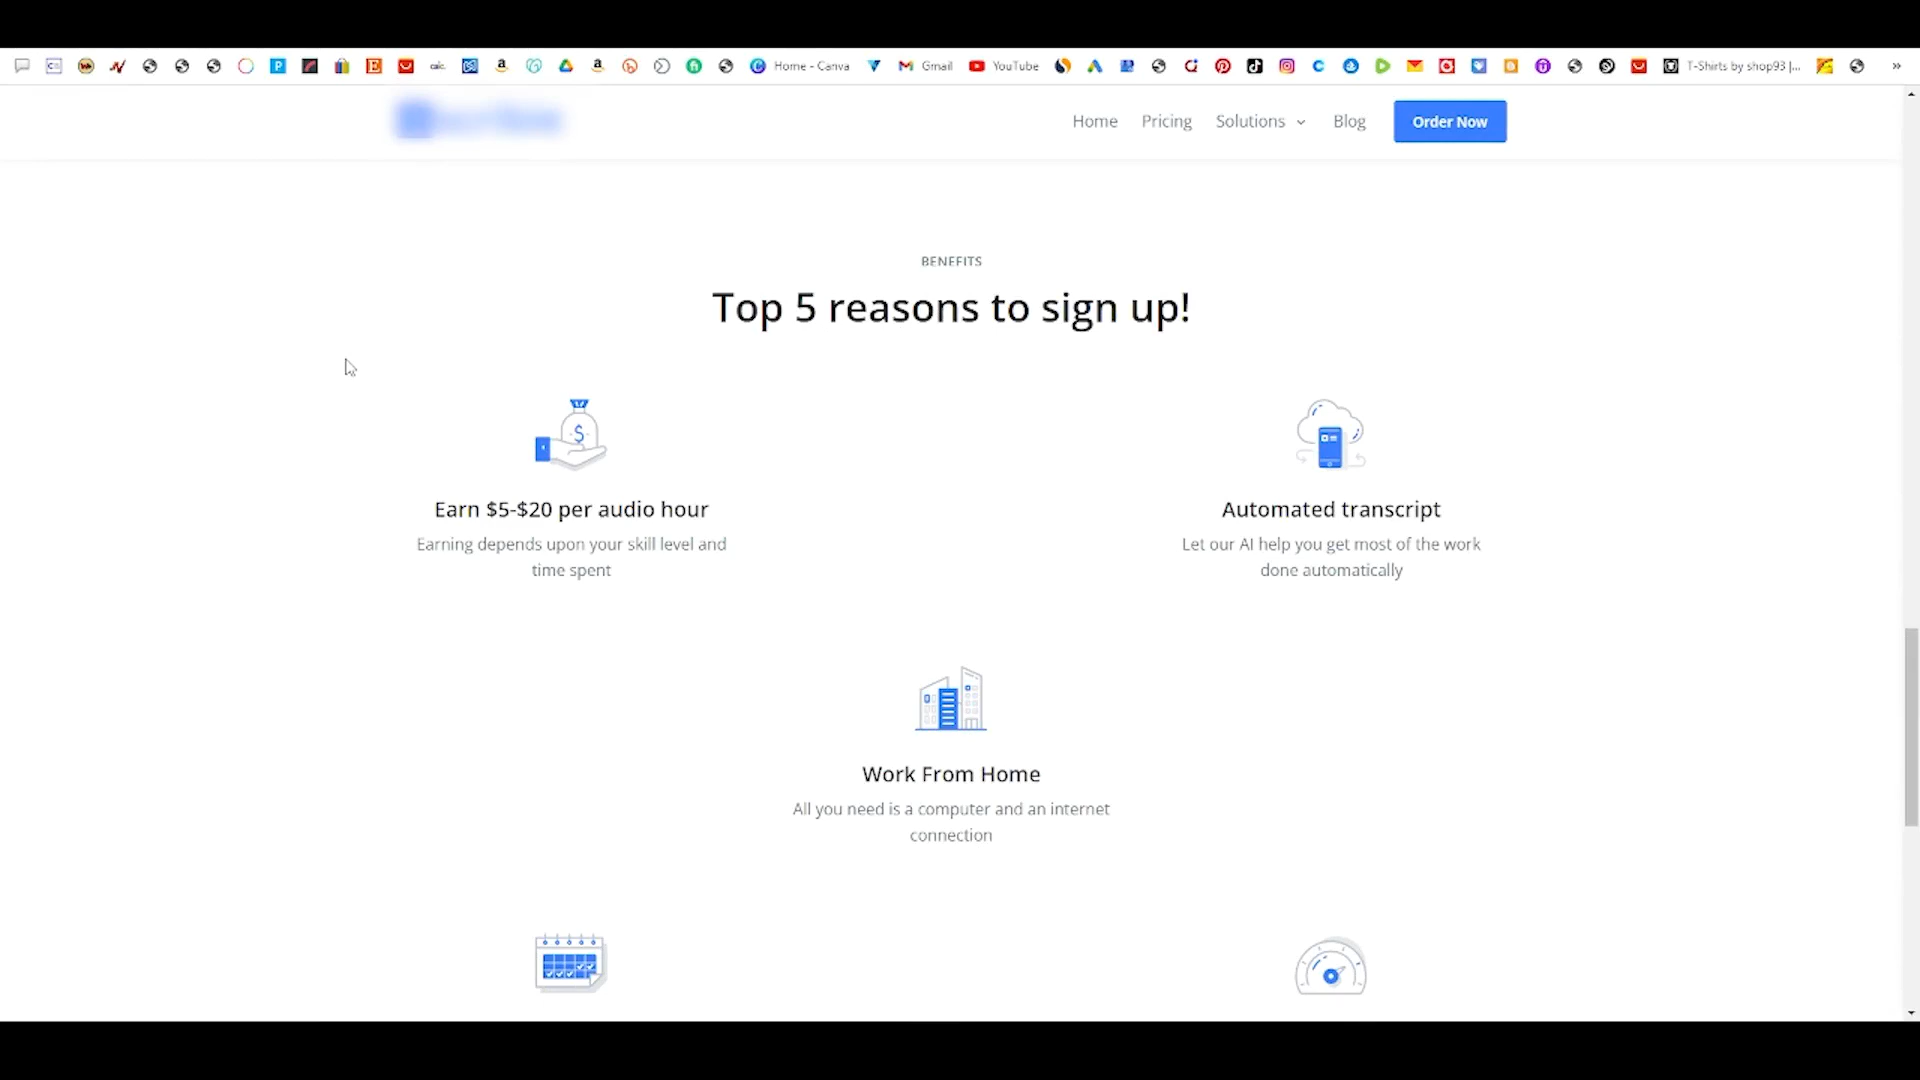 calc. Home - Canva Gmail YouTube T-Shirts by shop93 |...
Home Pricing Solutions Blog Order Now
BENEFITS
Top 5 reasons to sign up!
Earn $5-$20 per audio hour
Earning depends upon your skill level and
time spent
Automated transcript
Let our AI help you get most of the work
done automatically
Work From Home
All you need is a computer and an internet
connection